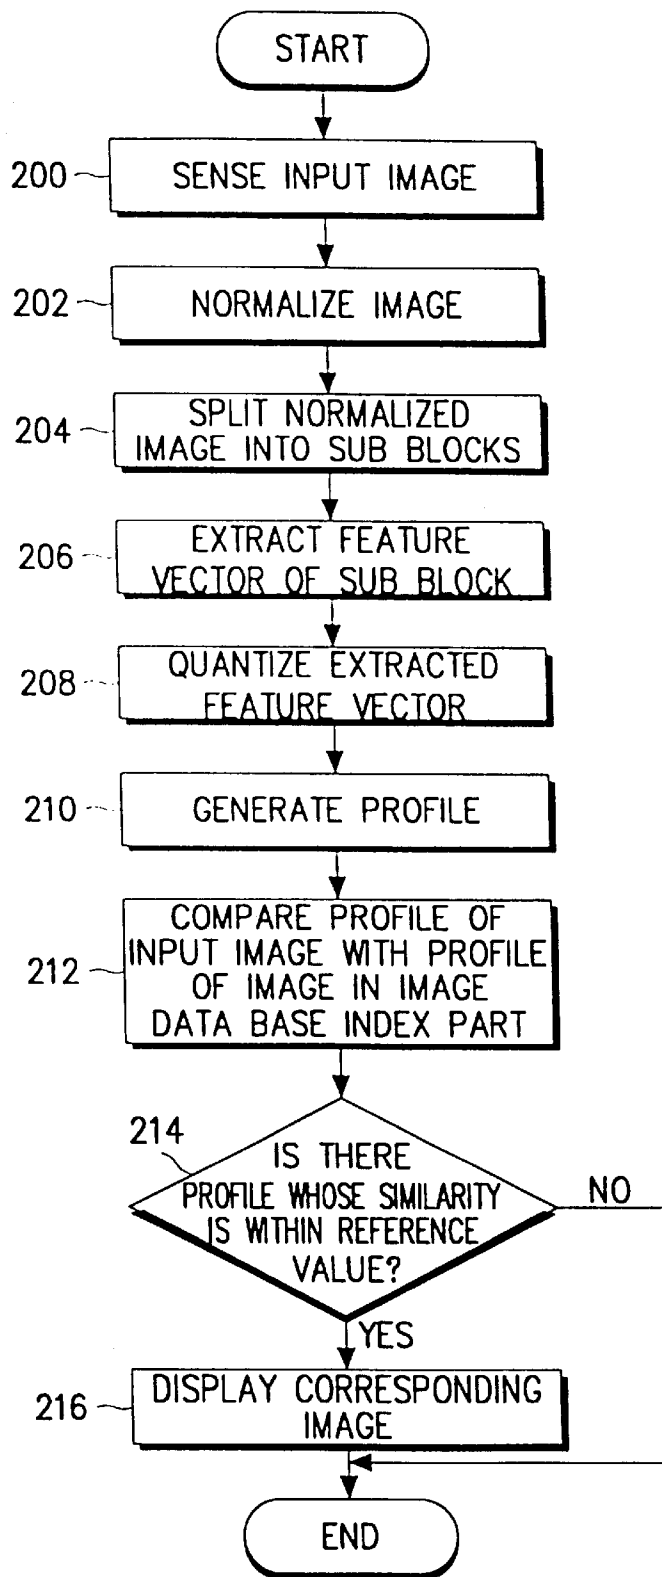 START
200
SENSE INPUT IMAGE
202
NORMALIZE IMAGE
204
SPLIT NORMALIZED
IMAGE INTO SUB BLOCKS
206
EXTRACT FEATURE
VECTOR OF SUB BLOCK
208
QUANTIZE EXTRACTED
FEATURE VECTOR
210
GENERATE PROFILE
212
COMPARE PROFILE OF
INPUT IMAGE WITH PROFILE
OF IMAGE IN IMAGE
DATA BASE INDEX PART
214
IS THERE
PROFILE WHOSE SIMILARITY
IS WITHIN REFERENCE
VALUE?
NO
YES
216
DISPLAY CORRESPONDING
IMAGE
END